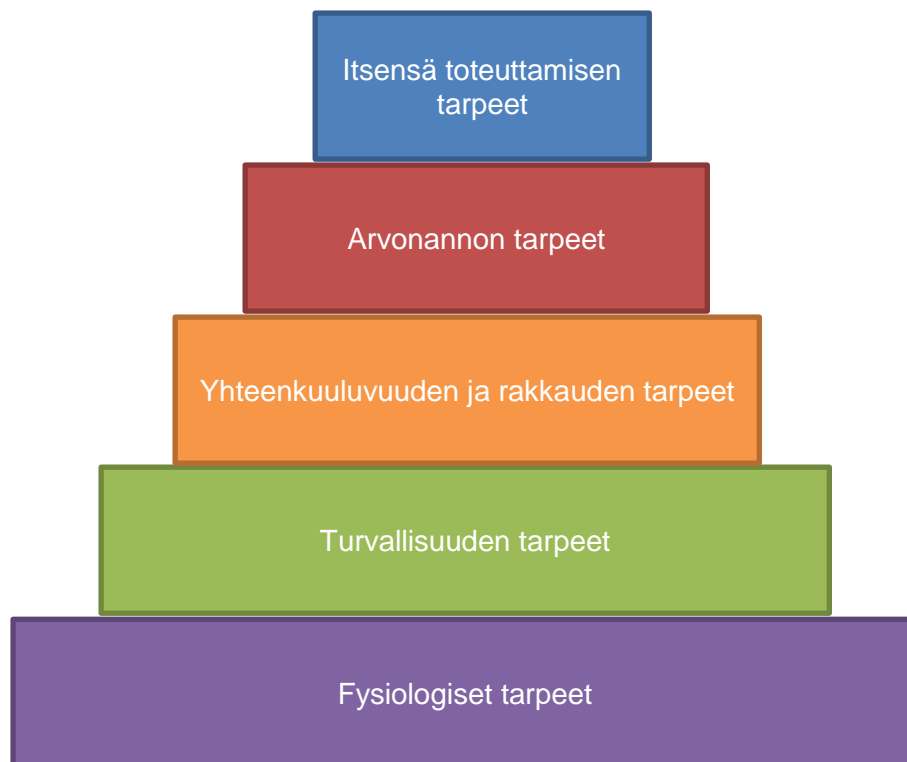 Itsensä toteuttamisen
tarpeet
Arvonannon tarpeet
Yhteenkuuluvuuden ja rakkauden tarpeet
Turvallisuuden tarpeet
Fysiologiset tarpeet